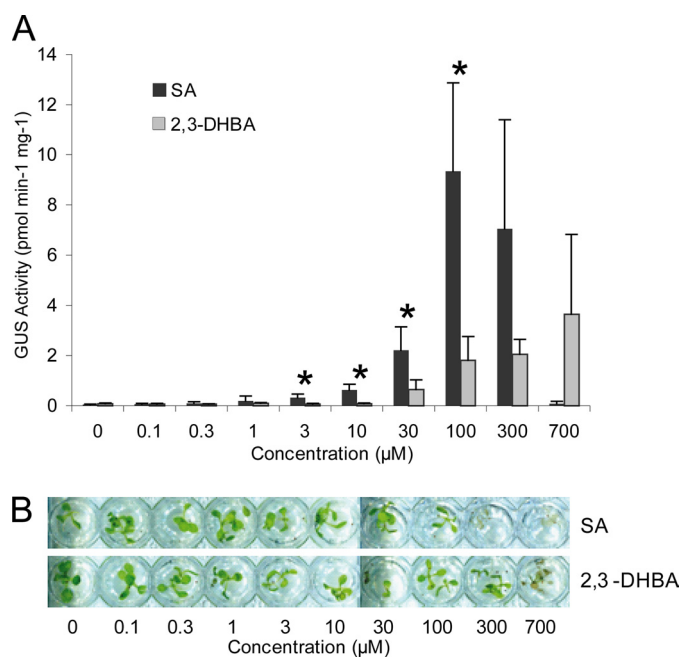 A
14
12
10
8
6
4
2
0
GUS Activity (pmol min-1 mg-1)
SA
2,3-DHBA
*
*
*
*
0 0.1 0.3 1 3 10 30 100 300 700
Concentration (µM)
B
SA
2,3 -DHBA
0 0.1 0.3 1 3 10 30 100 300 700
Concentration (µM)